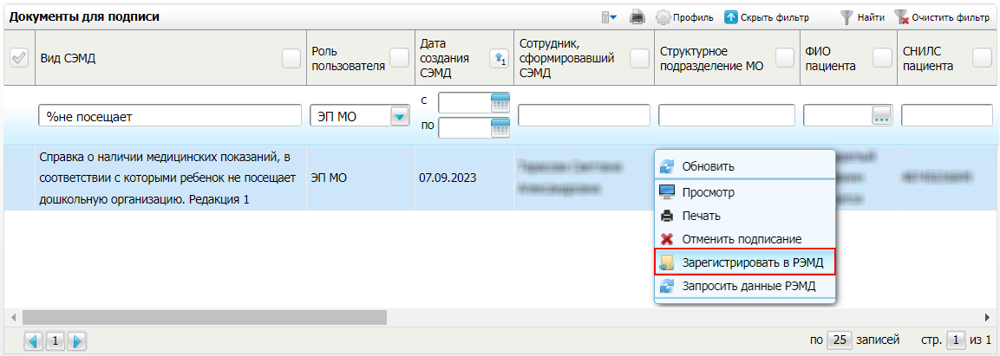 Документы для подписи
Профиль
Скрыть фильтр
Найти
Очистить фильтр
Вид СЭМД
Роль
пользователя
Дата
создания
СЭМД
1
Сотрудник,
сформировавший
СЭМД
Структурное
подразделение МО
ФИО
пациента
СНИЛС
пациента
%не посещает
ЭП МО
с
по
...
Справка о наличии медицинских показаний, в
соответствии с которыми ребенок не посещает
дошкольную организацию. Редакция 1
ЭП МО
07.09.2023
Обновить
Просмотр
Печать
Отменить подписание
Зарегистрировать в РЭМД
Запросить данные РЭМД
1
по 25 записей
стр. 1 из 1